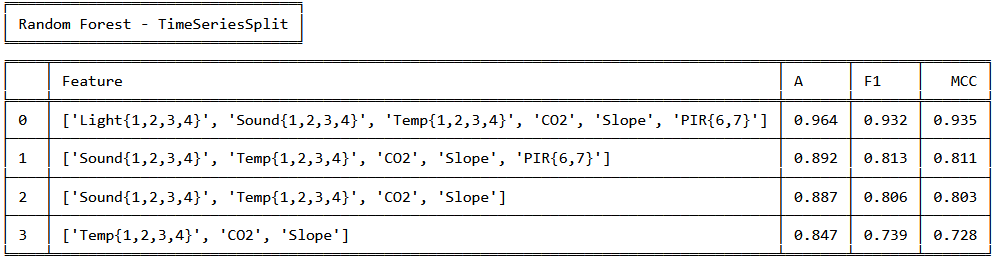 Random Forest - TimeSeriesSplit
Feature A F1 MCC
0 ['Light{1,2,3,4}', 'Sound{1,2,3,4}', 'Temp{1,2,3,4}', 'CO2', 'Slope', 'PIR{6,7}'] 0.964 0.932 0.935
1 ['Sound{1,2,3,4}', 'Temp{1,2,3,4}', 'CO2', 'Slope', 'PIR{6,7}'] 0.892 0.813 0.811
2 ['Sound{1,2,3,4}', 'Temp{1,2,3,4}', 'CO2', 'Slope'] 0.887 0.806 0.803
3 ['Temp{1,2,3,4}', 'CO2', 'Slope'] 0.847 0.739 0.728